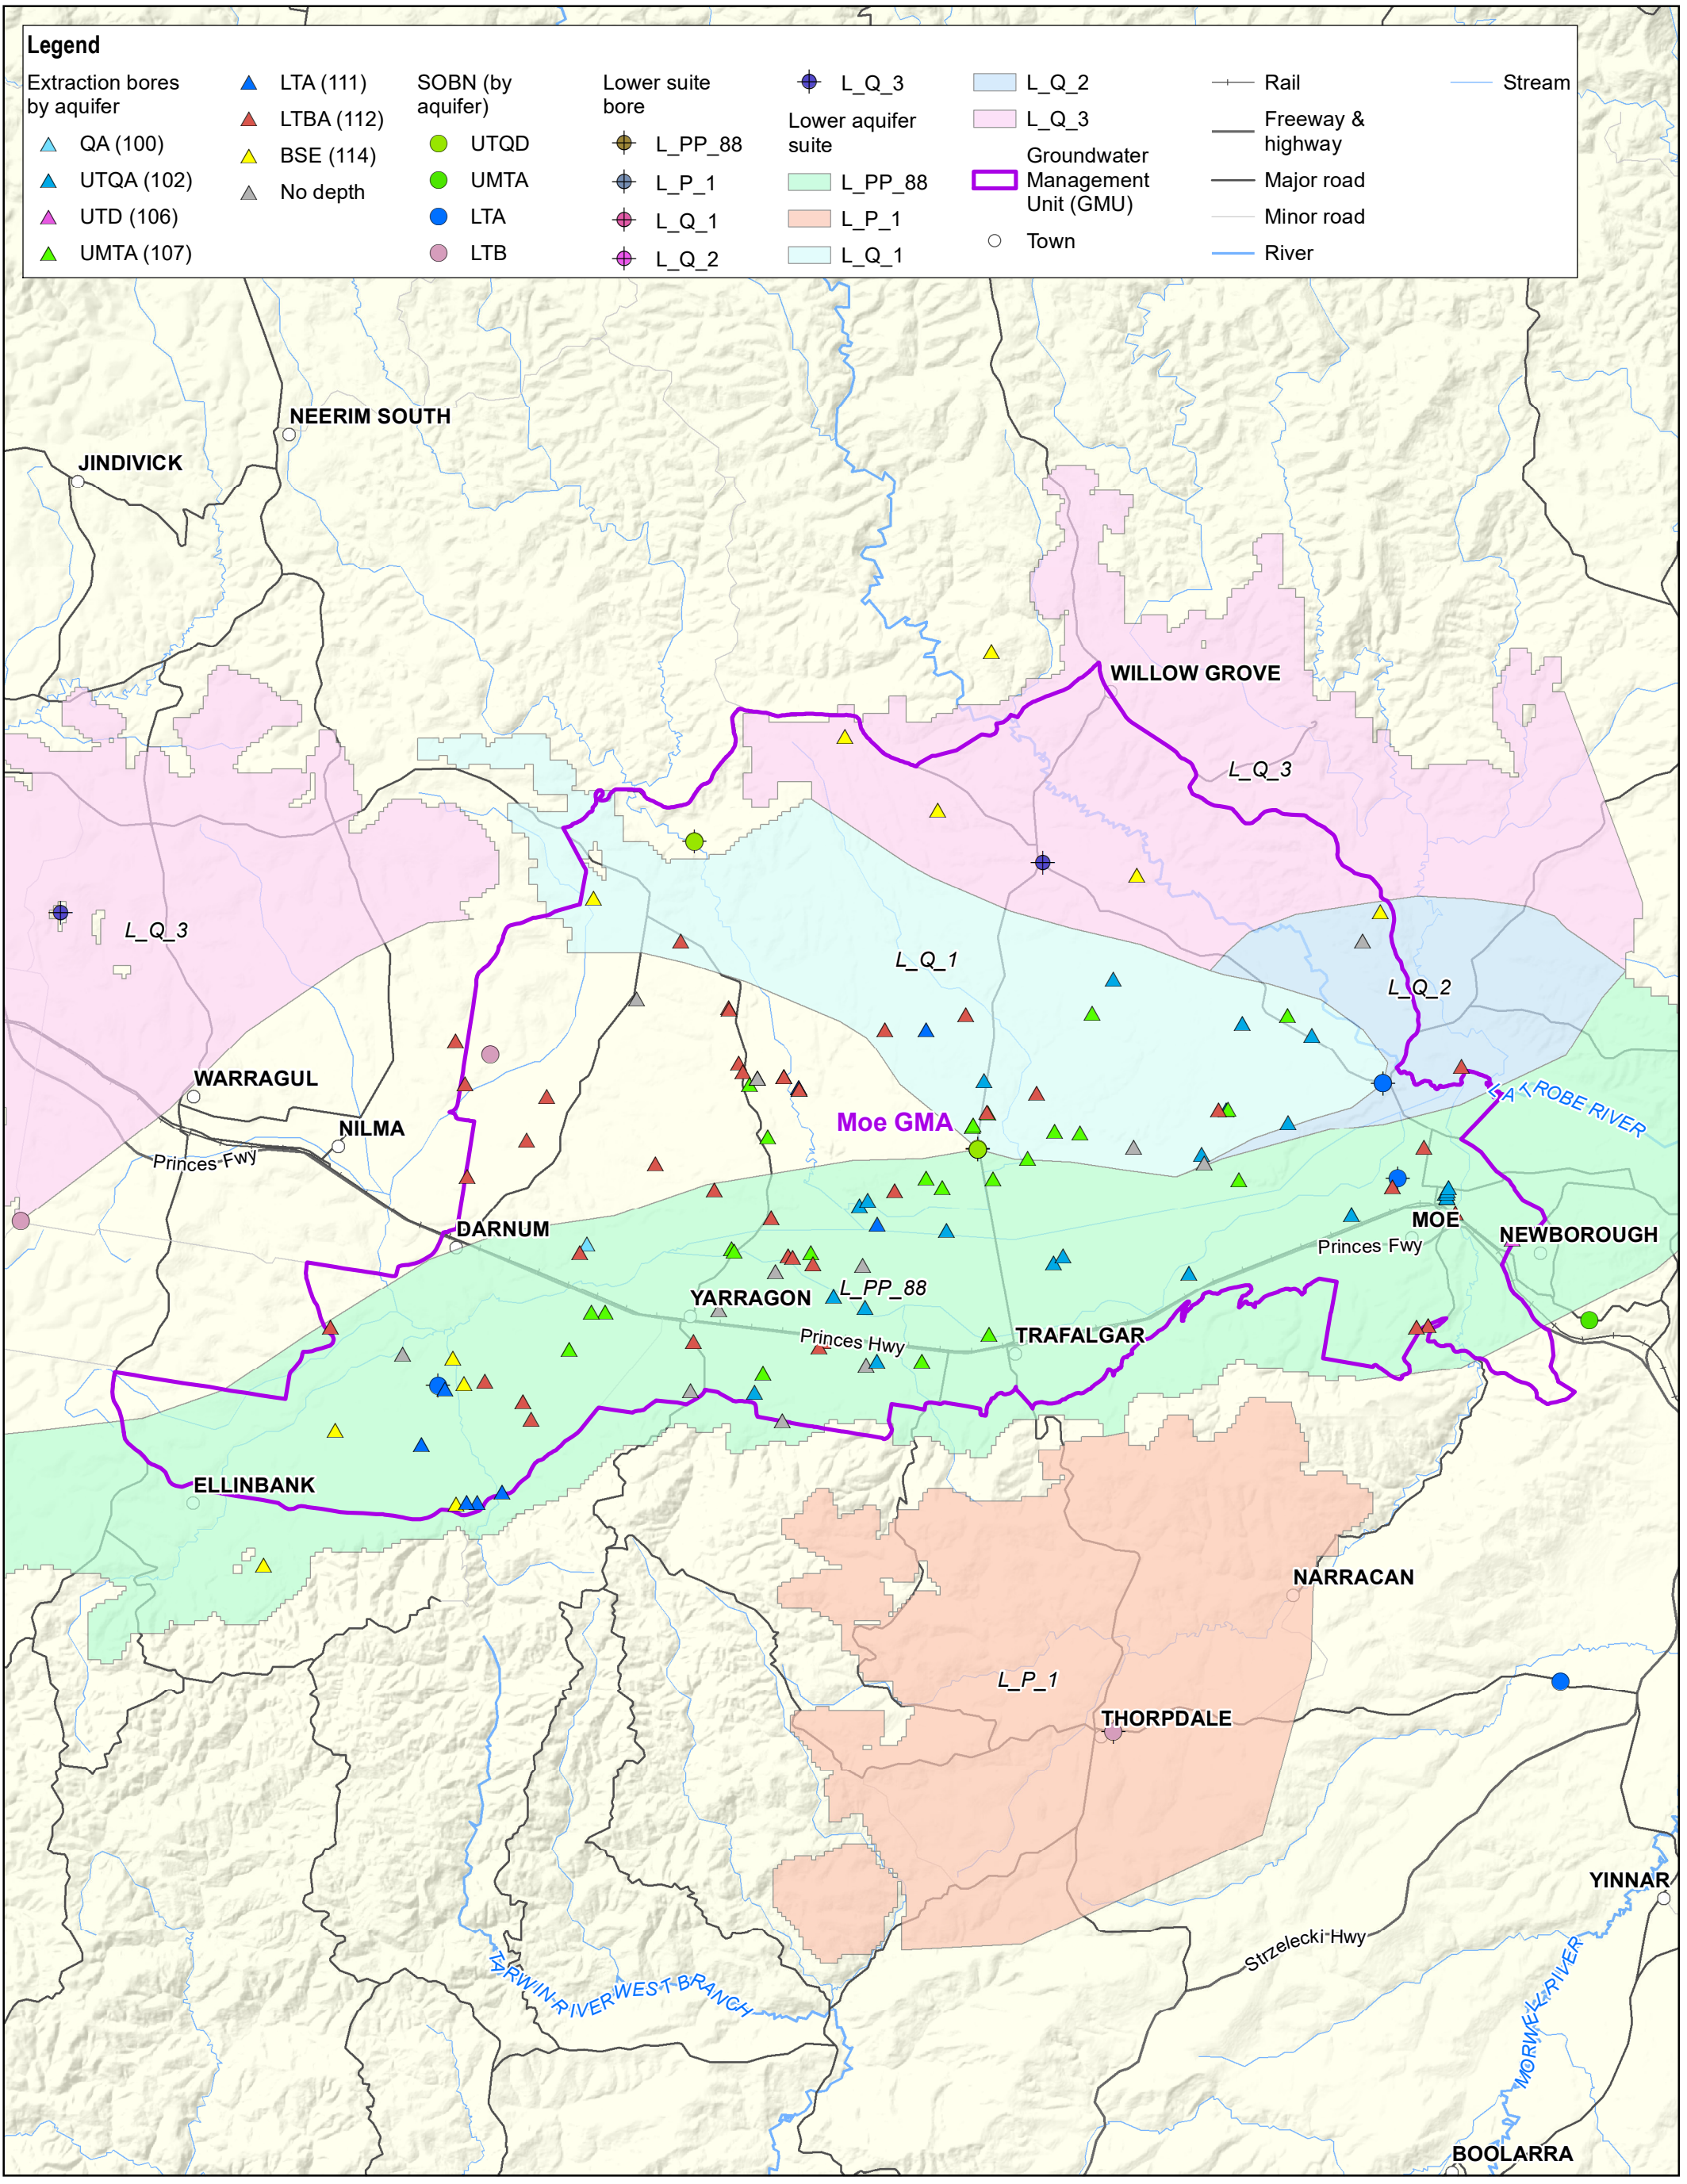 Legend
Extraction bores
by aquifer
QA (100)
UTQA (102)
UTD (106)
UMTA (107)
LTA (111)
LTBA (112)
BSE (114)
No depth
SOBN (by
aquifer)
UTQD
UMTA
LTA
LTB
Lower suite
bore
L_PP_88
L_P_1
L_Q_1
L_Q_2
L_Q_3
Lower aquifer
suite
L_PP_88
L_P_1
L_Q_1
L_Q_2
L_Q_3
Groundwater
Management
Unit (GMU)
Town
Rail
Freeway &
highway
Major road
Minor road
River
Stream
NEERIM SOUTH
JINDIVICK
WILLOW GROVE
L_Q_3
L_Q_3
L_Q_1
L_Q_2
WARRAGUL
LATROBE RIVER
Moe GMA
NILMA
Princes Fwy
DARNUM
MOE
NEWBOROUGH
Princes Fwy
L_PP_88
YARRAGON
Princes Hwy
TRAFALGAR
ELLINBANK
NARRACAN
L_P_1
THORPDALE
YINNAR
Strzelecki Hwy
TARWIN RIVER WEST BRANCH
MORWELL RIVER
BOOLARRA